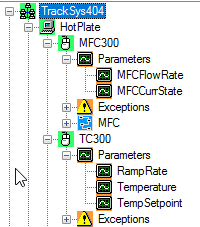 TrackSys404
HotPlate
MFC300
Parameters
MFCFlowRate
MFCCurrState
Exceptions
MFC
TC300
Parameters
RampRate
Temperature
TempSetpoint
Exceptions